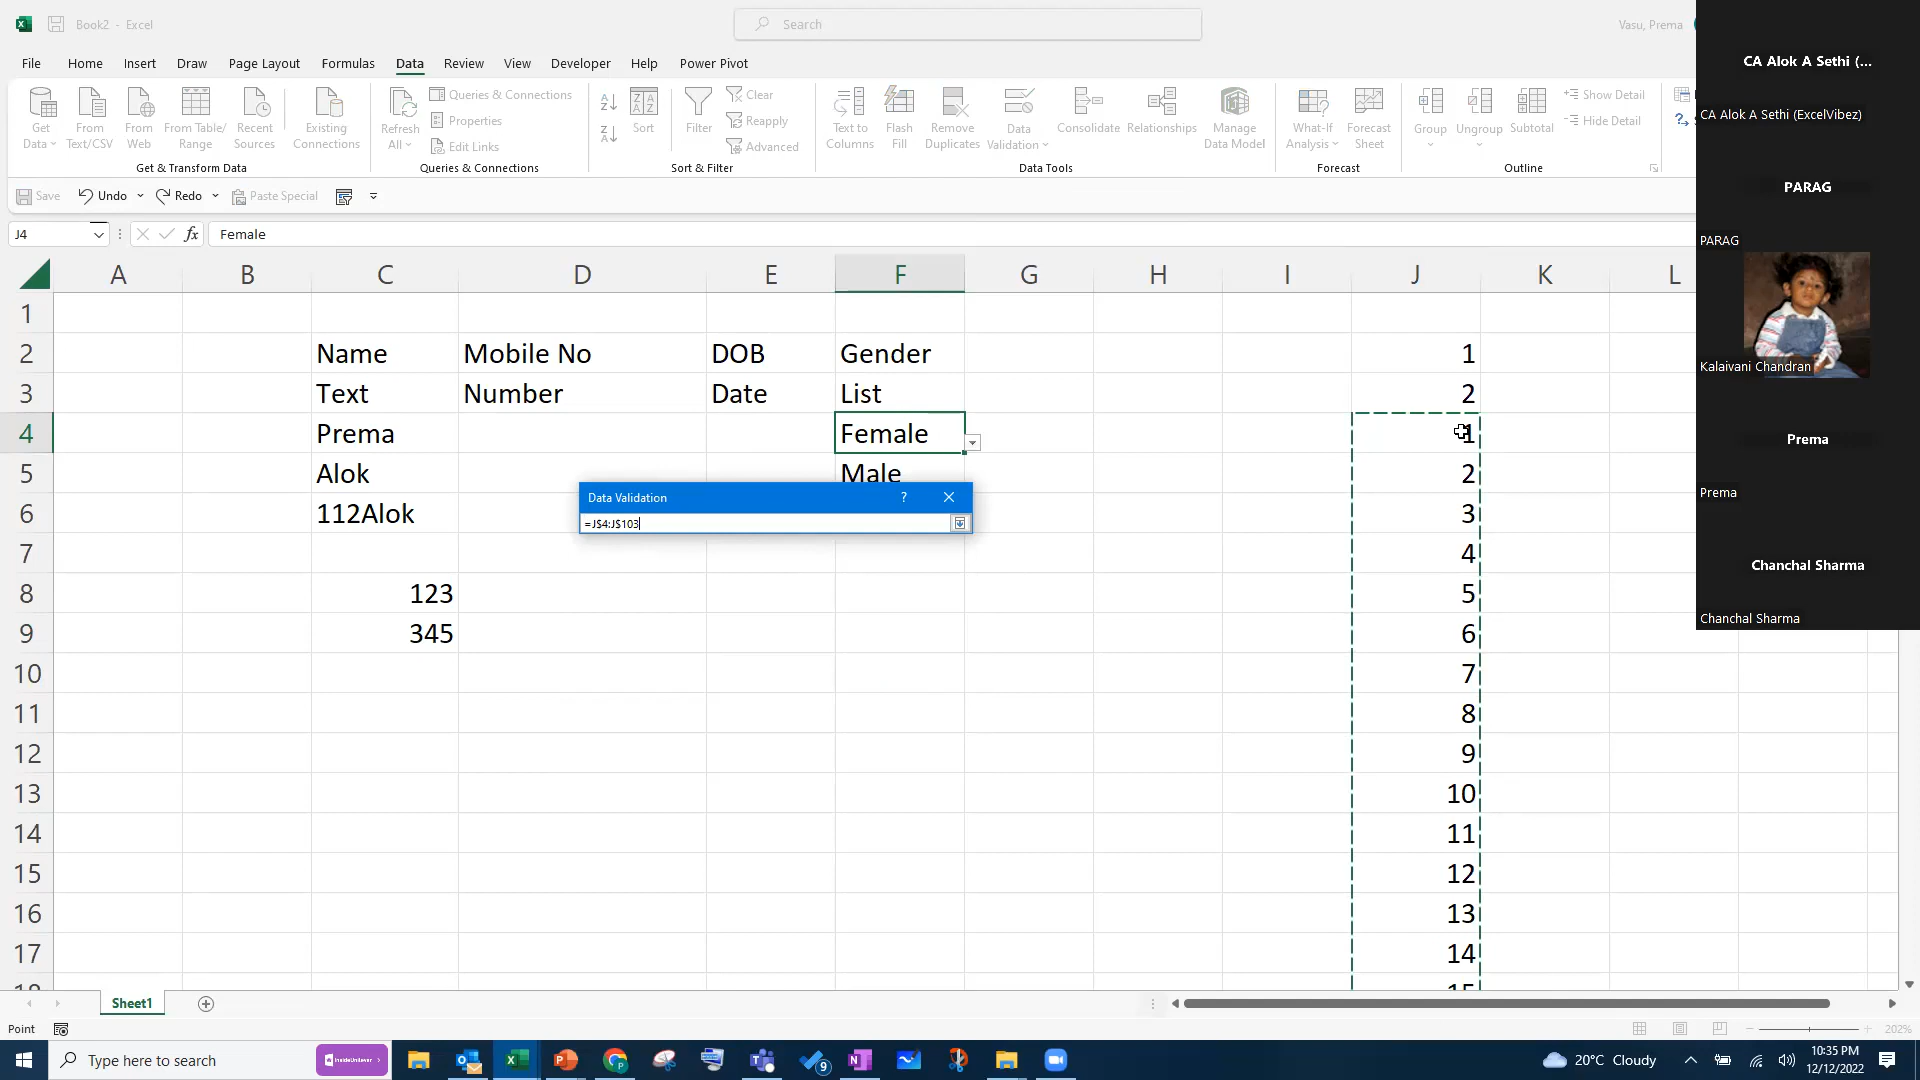 Book2 - Excel
Search
Vasu, Prema
File Home Insert Draw Page Layout Formulas Data Review View Developer Help Power Pivot
Get Data
From Text/CSV
From Web
From Table/ Range
Recent Sources
Existing Connections
Get & Transform Data
Refresh All
Queries & Connections
Properties
Edit Links
Queries & Connections
Sort
Filter
Clear
Reapply
Advanced
Sort & Filter
Text to Columns
Flash Fill
Remove Duplicates
Data Validation
Consolidate
Relationships
Manage Data Model
Data Tools
What-If Analysis
Forecast Sheet
Forecast
Group
Ungroup
Subtotal
Show Detail
Hide Detail
Outline
Save Undo Redo Paste Special
J4 fx Female
A B C D E F G H I J K L
1
2 Name Mobile No DOB Gender 1
3 Text Number Date List 2
4 Prema Female 1
5 Alok Male 2
6 112Alok 3
Data Validation ?
=J$4:J$103
7 4
8 123 5
9 345 6
10 7
11 8
12 9
13 10
14 11
15 12
16 13
17 14
18 15
Sheet1
Point
202%
Type here to search
InsideUnilever
9
20°C Cloudy
10:35 PM
12/12/2022
CA Alok A Sethi (...
CA Alok A Sethi (ExcelVibez)
PARAG
PARAG
Kalaivani Chandran
Prema
Prema
Chanchal Sharma
Chanchal Sharma